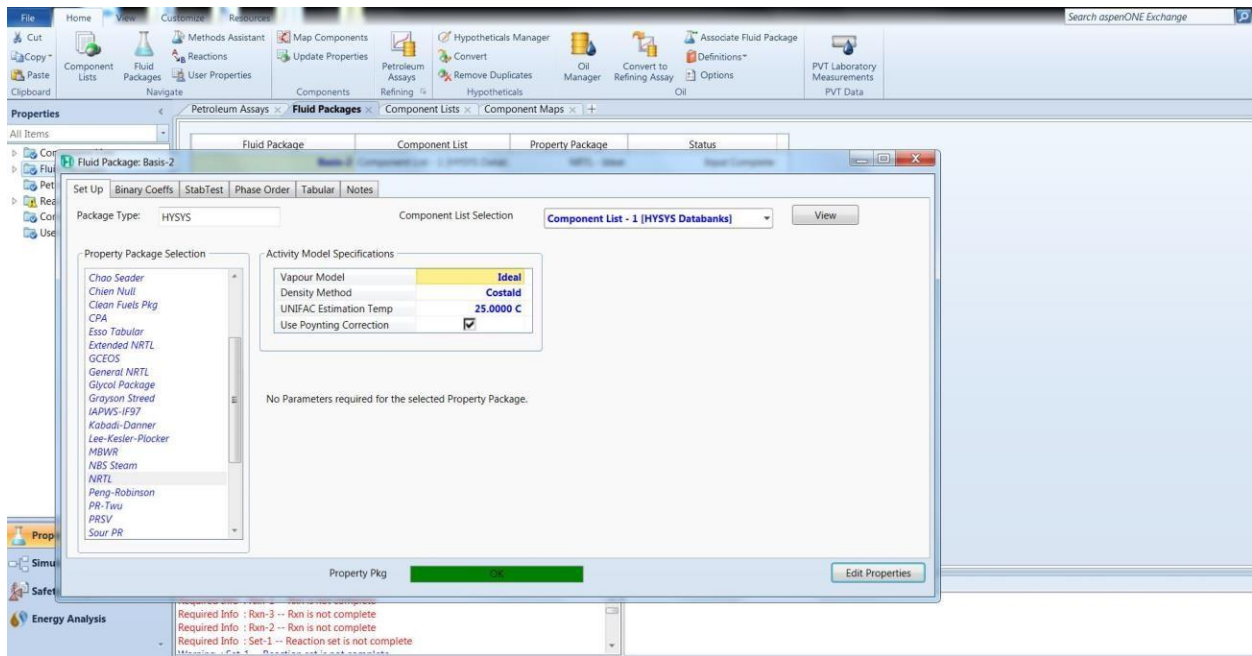 File Home View Customize Resources Search aspenONE Exchange
Cut
Copy
Paste
Clipboard
Component Lists
Fluid Packages
Methods Assistant
Reactions
User Properties
Navigate
Map Components
Update Properties
Components
Petroleum Assays
Refining
Hypotheticals Manager
Convert
Remove Duplicates
Hypotheticals
Oil Manager
Convert to Refining Assay
Associate Fluid Package
Definitions
Options
Oil
PVT Laboratory Measurements
PVT Data
Properties
All Items
Petroleum Assays Fluid Packages Component Lists Component Maps +
Fluid Package Component List Property Package Status
Fluid Package: Basis-2
Set Up Binary Coeffs StabTest Phase Order Tabular Notes
Package Type: HYSYS Component List Selection Component List - 1 [HYSYS Databanks] View
Property Package Selection
Chao Seader
Chien Null
Clean Fuels Pkg
CPA
Esso Tabular
Extended NRTL
GCEOS
General NRTL
Glycol Package
Grayson Streed
IAPWS-IF97
Kabadi-Danner
Lee-Kesler-Plocker
MBWR
NBS Steam
NRTL
Peng-Robinson
PR-Twu
PRSV
Sour PR
Activity Model Specifications
Vapour Model Ideal
Density Method Costald
UNIFAC Estimation Temp 25.0000 C
Use Poynting Correction
No Parameters required for the selected Property Package.
Property Pkg OK Edit Properties
Prop
Simu
Safet
Energy Analysis
Required Info : Rxn-3 -- Rxn is not complete
Required Info : Rxn-2 -- Rxn is not complete
Required Info : Set-1 -- Reaction set is not complete